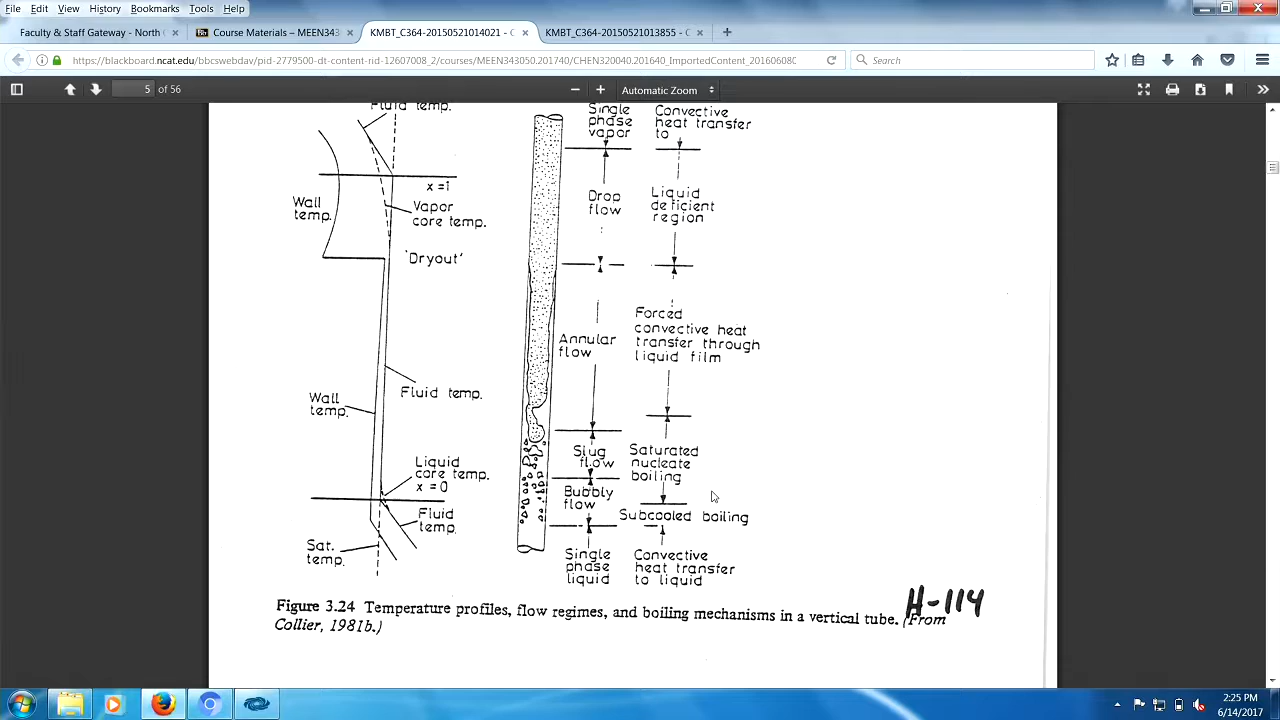 File Edit View History Bookmarks Tools Help
Faculty & Staff Gateway - North
Course Materials – MEEN343
KMBT_C364-20150521014021 - C
KMBT_C364-20150521013855 - C
https://blackboard.ncat.edu/bbcswebdav/pid-2779500-dt-content-rid-12607008_2/courses/MEEN343050.201740/CHEN320040.201640_ImportedContent_201606080
Search
5 of 56
Automatic Zoom
Fluid temp.
x = 1
Wall
temp.
Vapor
core temp.
'Dryout'
Fluid temp.
Wall
temp.
Liquid
core temp.
x = 0
Fluid
temp.
Sat.
temp.
Single
phase
vapor
Drop
flow
Annular
flow
Slug
flow
Bubbly
flow
Single
phase
liquid
Convective
heat transfer
to
Liquid
deficient
region
Forced
convective heat
transfer through
liquid film
Saturated
nucleate
boiling
Subcooled boiling
Convective
heat transfer
to liquid
H-114
Figure 3.24 Temperature profiles, flow regimes, and boiling mechanisms in a vertical tube. (From
Collier, 1981b.)
2:25 PM
6/14/2017